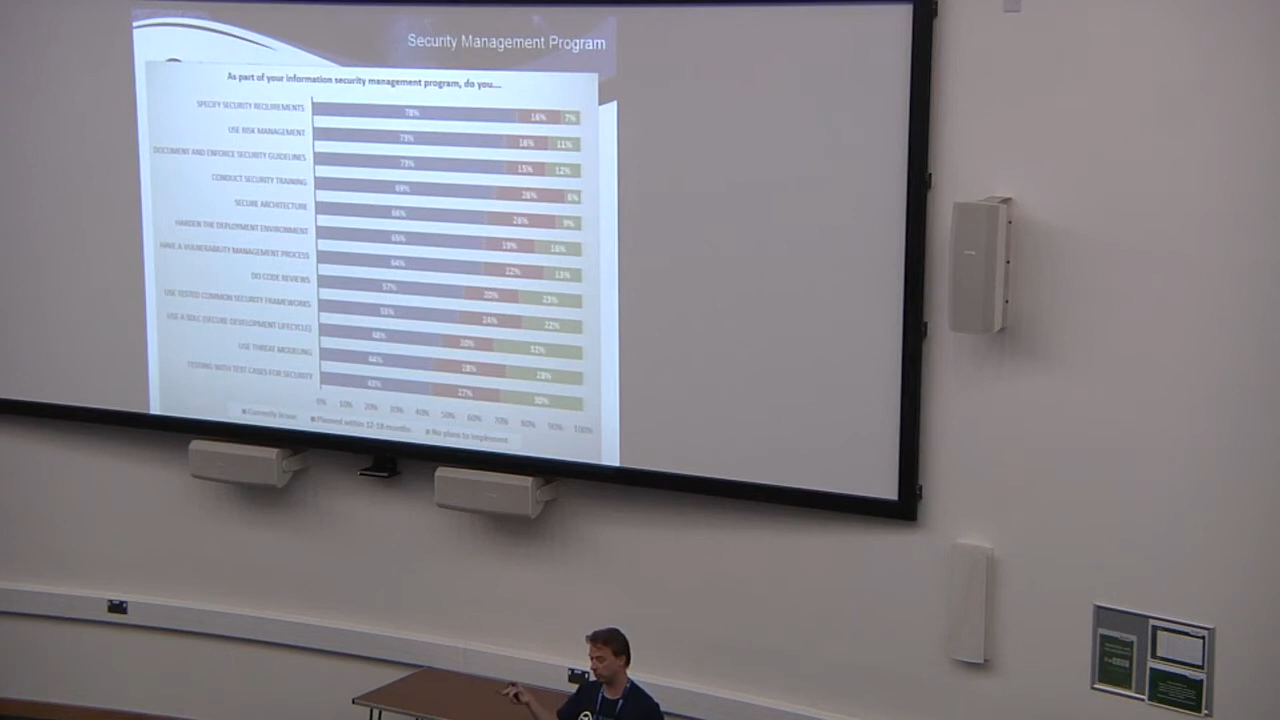 Security Management Program
As part of your information security management program, do you....
SPECIFY SECURITY REQUIREMENTS 78% 16% 7%
USE RISK MANAGEMENT 73% 16% 11%
DOCUMENT AND ENFORCE SECURITY GUIDELINES 73% 15% 12%
CONDUCT SECURITY TRAINING 69% 26% 6%
SECURE ARCHITECTURE 66% 26% 9%
HARDEN THE DEPLOYMENT ENVIRONMENT 65% 19% 16%
HAVE A VULNERABILITY MANAGEMENT PROCESS 64% 22% 13%
DO CODE REVIEWS 57% 20% 23%
USE TESTED COMMON SECURITY FRAMEWORKS 24% 22%
USE A SDLC (SECURE DEVELOPMENT LIFECYCLE) 48% 20% 32%
USE THREAT MODELING 44% 28%
TESTING WITH TEST CASES FOR SECURITY 43% 27% 30%
0% 10% 20% 30% 40% 50% 60% 70% 80% 90% 100%
Currently in use Planned within 12-18 months No plans to implement